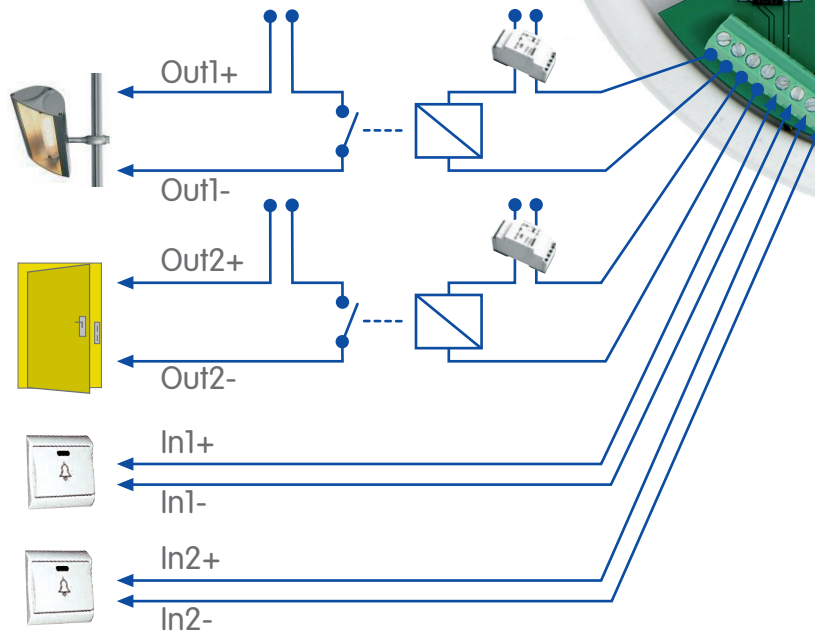 Out1+
Out1-
Out2+
Out2-
In1+
In1-
In2+
In2-